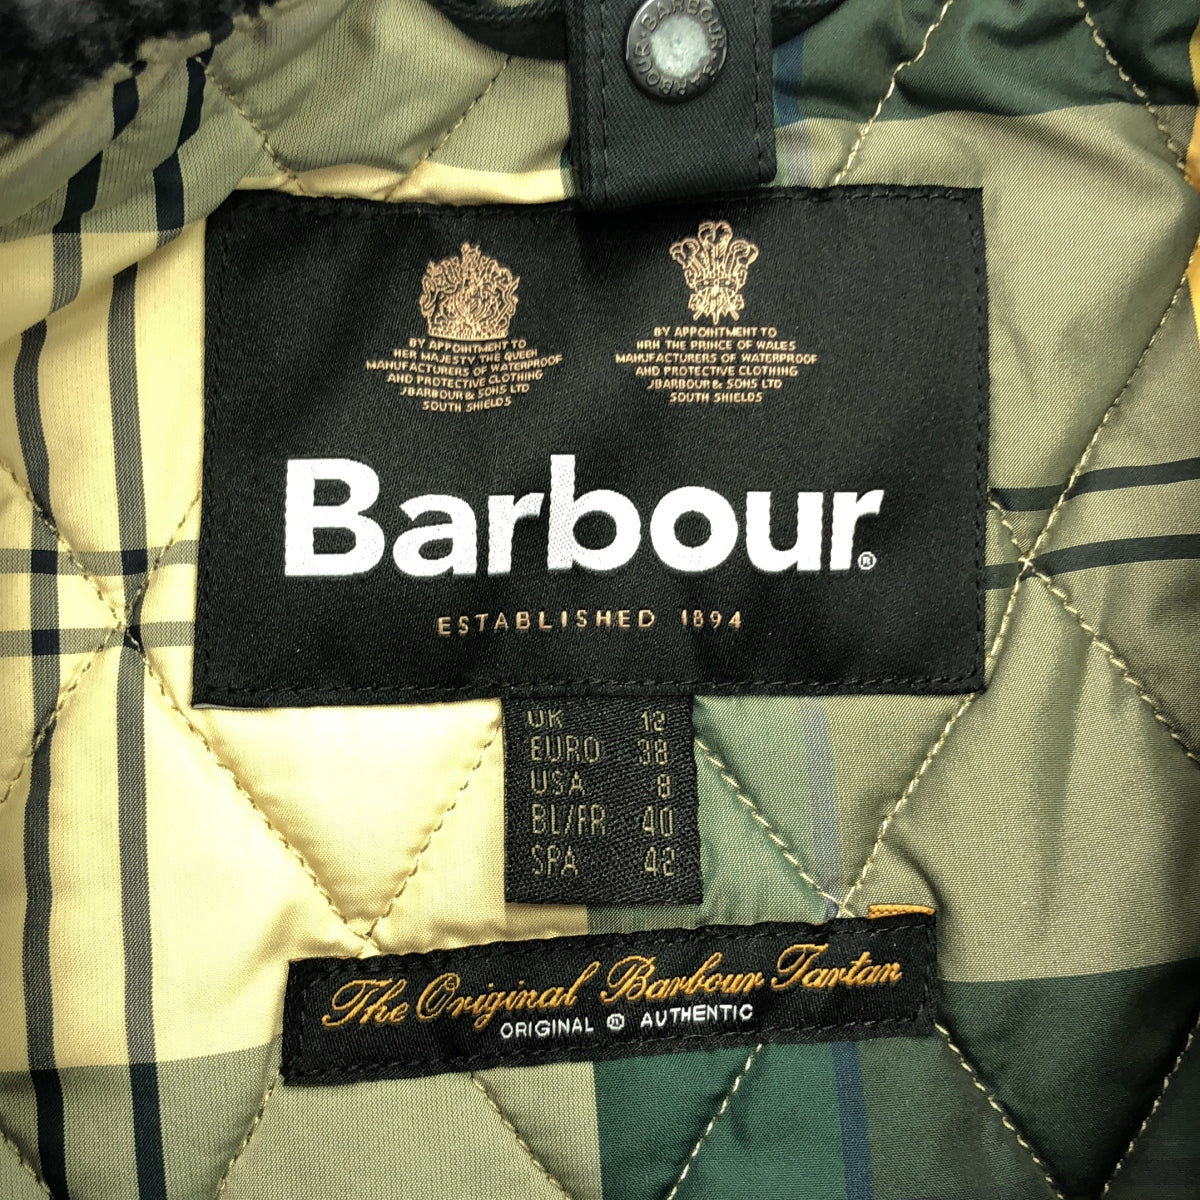 BARBOUR · BARBOUR ·
BY APPOINTMENT TO
HER MAJESTY THE QUEEN
MANUFACTURERS OF WATERPROOF
AND PROTECTIVE CLOTHING
J BARBOUR & SONS LTD
SOUTH SHIELDS
BY APPOINTMENT TO
HRH THE PRINCE OF WALES
MANUFACTURERS OF WATERPROOF
AND PROTECTIVE CLOTHING
J BARBOUR & SONS LTD
SOUTH SHIELDS
Barbour®
ESTABLISHED 1894
UK 12
EURO 38
USA 8
BL/FR 40
SPA 42
The Original Barbour Tartan
ORIGINAL ® AUTHENTIC